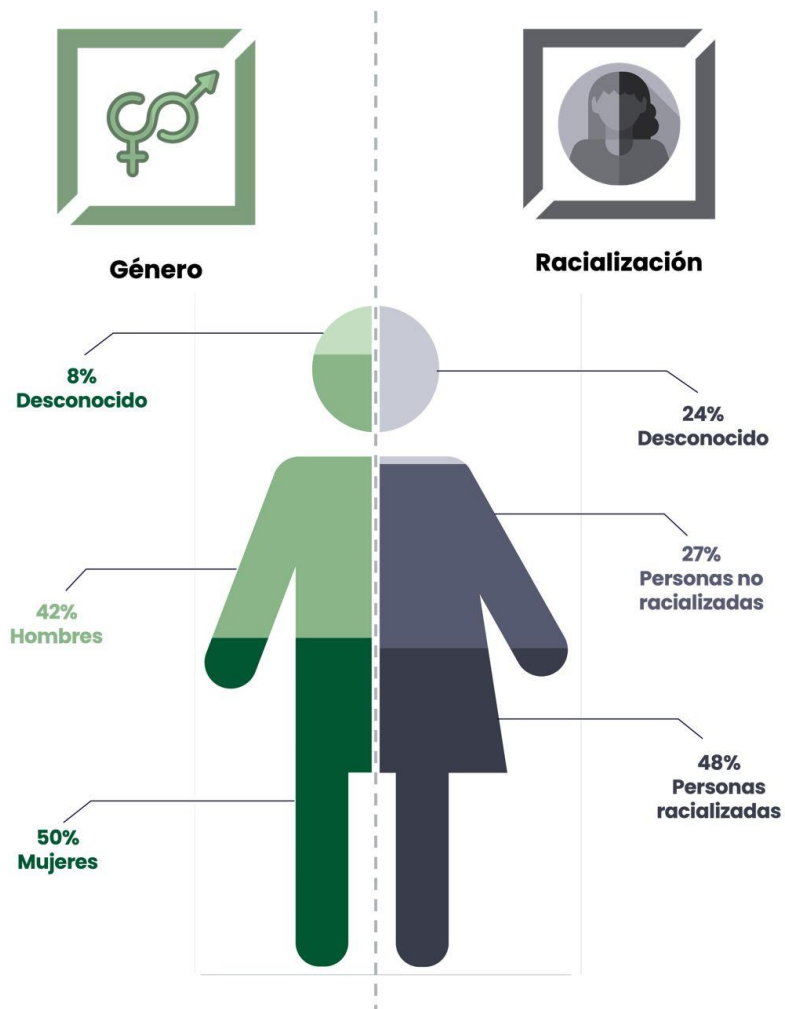 Género
8%
Desconocido
42%
Hombres
50%
Mujeres
Racialización
24%
Desconocido
27%
Personas no
racializadas
48%
Personas
racializadas